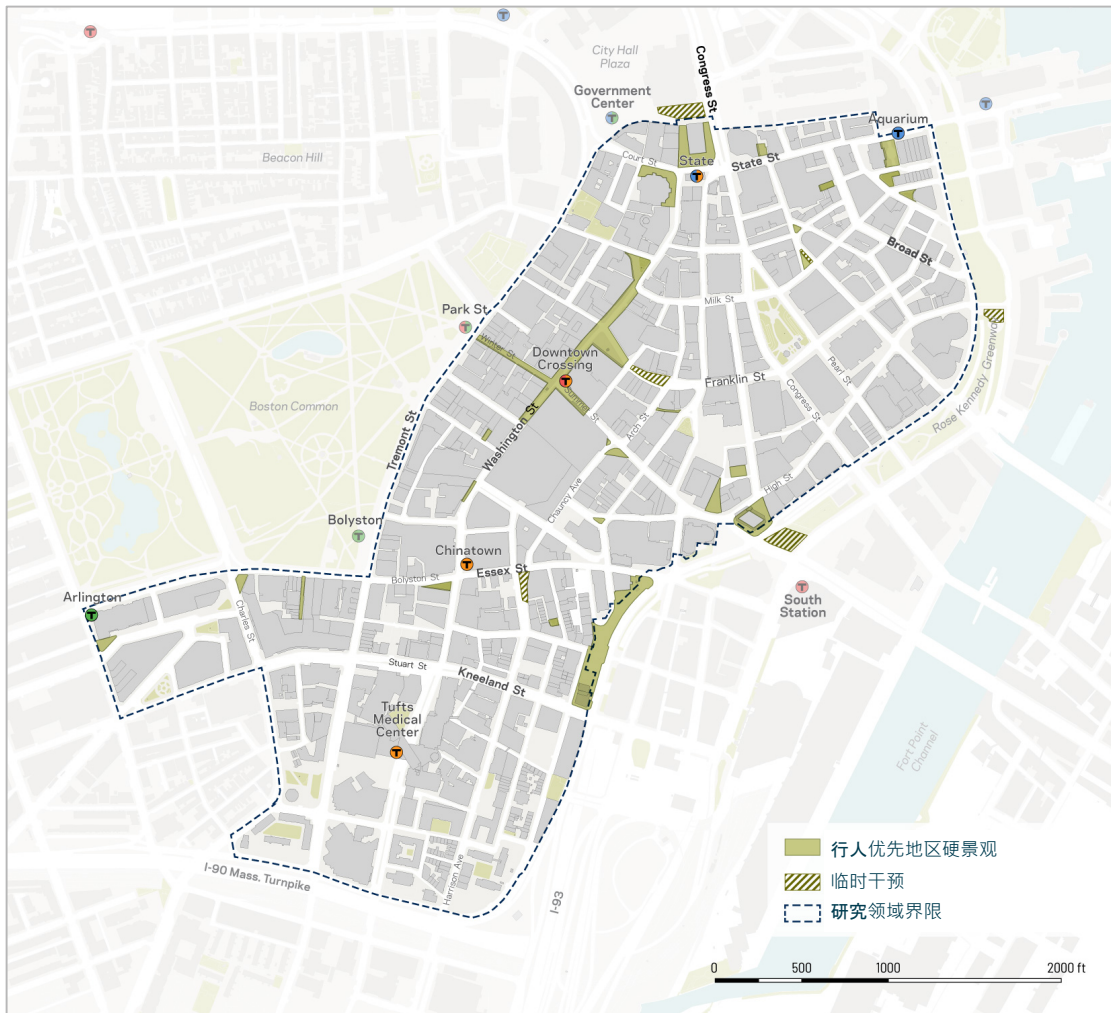 City Hall
Plaza
Congress St
Government
Center
Aquarium
Beacon Hill
Court St
State
State St
Broad St
Milk St
Park St
Winter St
Downtown
Crossing
Summer St
Franklin St
Pearl St
Congress St
Rose Kennedy Greenway
Boston Common
Tremont St
Washington St
Arch St
Chauncy Ave
High St
Bolyston
Chinatown
Essex St
Bolyston St
Arlington
Charles St
South
Station
Stuart St
Kneeland St
Tufts
Medical
Center
Fort Point
Channel
Harrison Ave
I-90 Mass. Turnpike
I-93
行人优先地区硬景观
临时干预
研究领域界限
0 500 1000 2000 ft